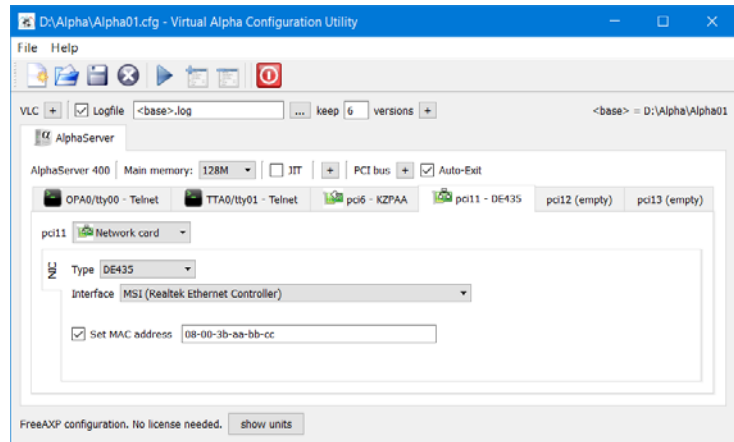 D:\Alpha\Alpha01.cfg - Virtual Alpha Configuration Utility
File Help
VLC + Logfile <base>.log ... keep 6 versions + <base> = D:\Alpha\Alpha01
α AlphaServer
AlphaServer 400 Main memory: 128M JIT + PCI bus + Auto-Exit
OPA0/tty00 - Telnet TTA0/tty01 - Telnet pci6 - KZPAA pci11 - DE435 pci12 (empty) pci13 (empty)
pci11 Network card
NIC
Type DE435
Interface MSI (Realtek Ethernet Controller)
Set MAC address 08-00-3b-aa-bb-cc
FreeAXP configuration. No license needed. show units